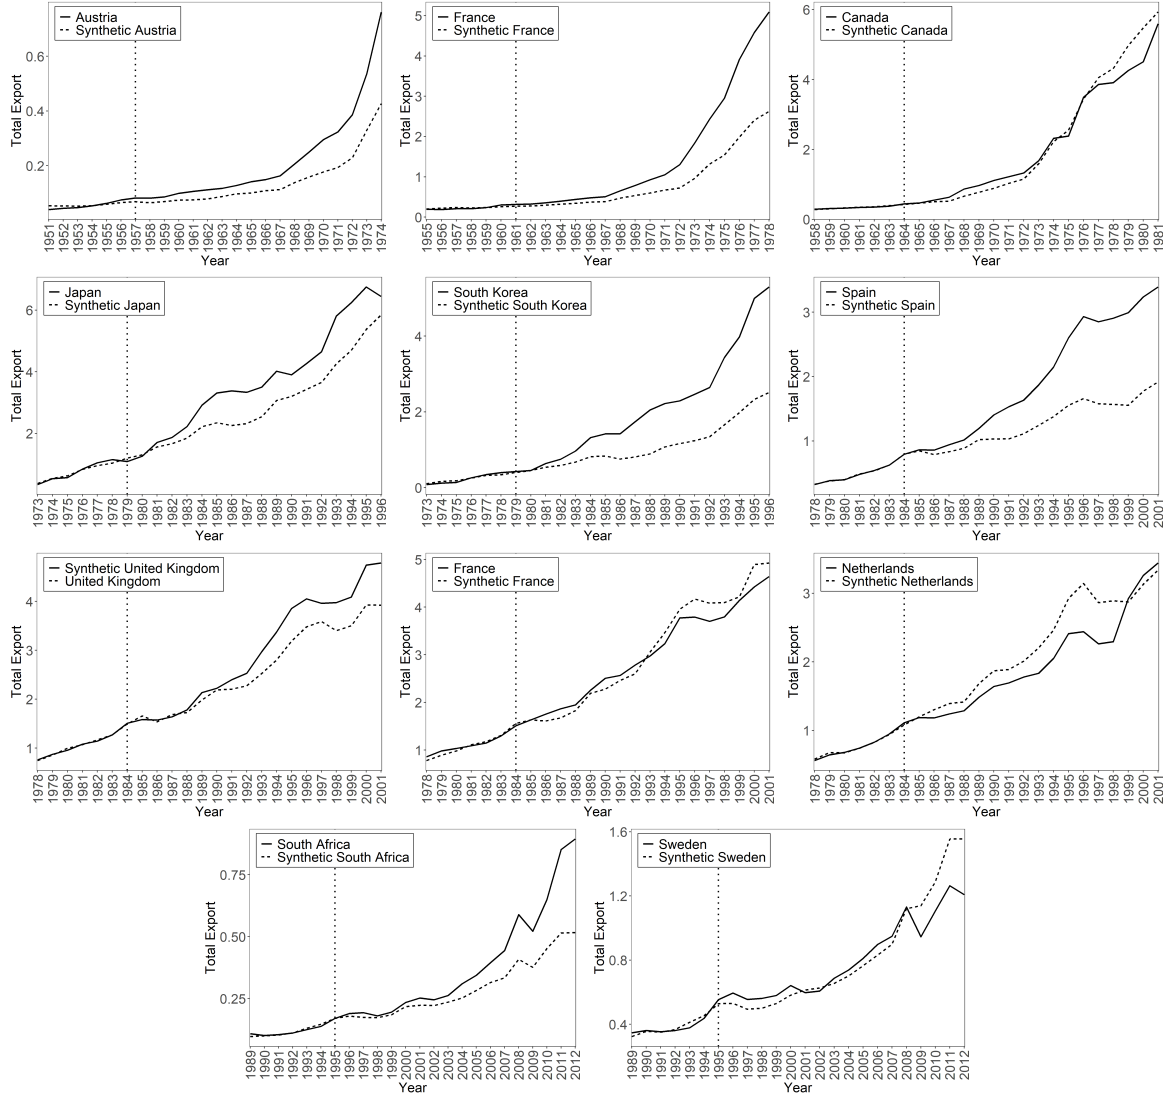 Austria
Synthetic Austria
Total Export
0.6
0.4
0.2
1951 1952 1953 1954 1955 1956 1957 1958 1959 1960 1961 1962 1963 1964 1965 1966 1967 1968 1969 1970 1971 1972 1973 1974
Year
France
Synthetic France
Total Export
5
4
3
2
1
0
1955 1956 1957 1958 1959 1960 1961 1962 1963 1964 1965 1966 1967 1968 1969 1970 1971 1972 1973 1974 1975 1976 1977 1978
Year
Canada
Synthetic Canada
Total Export
6
4
2
0
1958 1959 1960 1961 1962 1963 1964 1965 1966 1967 1968 1969 1970 1971 1972 1973 1974 1975 1976 1977 1978 1979 1980 1981
Year
Japan
Synthetic Japan
Total Export
6
4
2
1973 1974 1975 1976 1977 1978 1979 1980 1981 1982 1983 1984 1985 1986 1987 1988 1989 1990 1991 1992 1993 1994 1995 1996
Year
South Korea
Synthetic South Korea
Total Export
4
2
0
1973 1974 1975 1976 1977 1978 1979 1980 1981 1982 1983 1984 1985 1986 1987 1988 1989 1990 1991 1992 1993 1994 1995 1996
Year
Spain
Synthetic Spain
Total Export
3
2
1
1978 1979 1980 1981 1982 1983 1984 1985 1986 1987 1988 1989 1990 1991 1992 1993 1994 1995 1996 1997 1998 1999 2000 2001
Year
Synthetic United Kingdom
United Kingdom
Total Export
4
3
2
1
1978 1979 1980 1981 1982 1983 1984 1985 1986 1987 1988 1989 1990 1991 1992 1993 1994 1995 1996 1997 1998 1999 2000 2001
Year
France
Synthetic France
Total Export
5
4
3
2
1
1978 1979 1980 1981 1982 1983 1984 1985 1986 1987 1988 1989 1990 1991 1992 1993 1994 1995 1996 1997 1998 1999 2000 2001
Year
Netherlands
Synthetic Netherlands
Total Export
3
2
1
1978 1979 1980 1981 1982 1983 1984 1985 1986 1987 1988 1989 1990 1991 1992 1993 1994 1995 1996 1997 1998 1999 2000 2001
Year
South Africa
Synthetic South Africa
Total Export
0.75
0.50
0.25
1989 1990 1991 1992 1993 1994 1995 1996 1997 1998 1999 2000 2001 2002 2003 2004 2005 2006 2007 2008 2009 2010 2011 2012
Year
Sweden
Synthetic Sweden
Total Export
1.6
1.2
0.8
0.4
1989 1990 1991 1992 1993 1994 1995 1996 1997 1998 1999 2000 2001 2002 2003 2004 2005 2006 2007 2008 2009 2010 2011 2012
Year